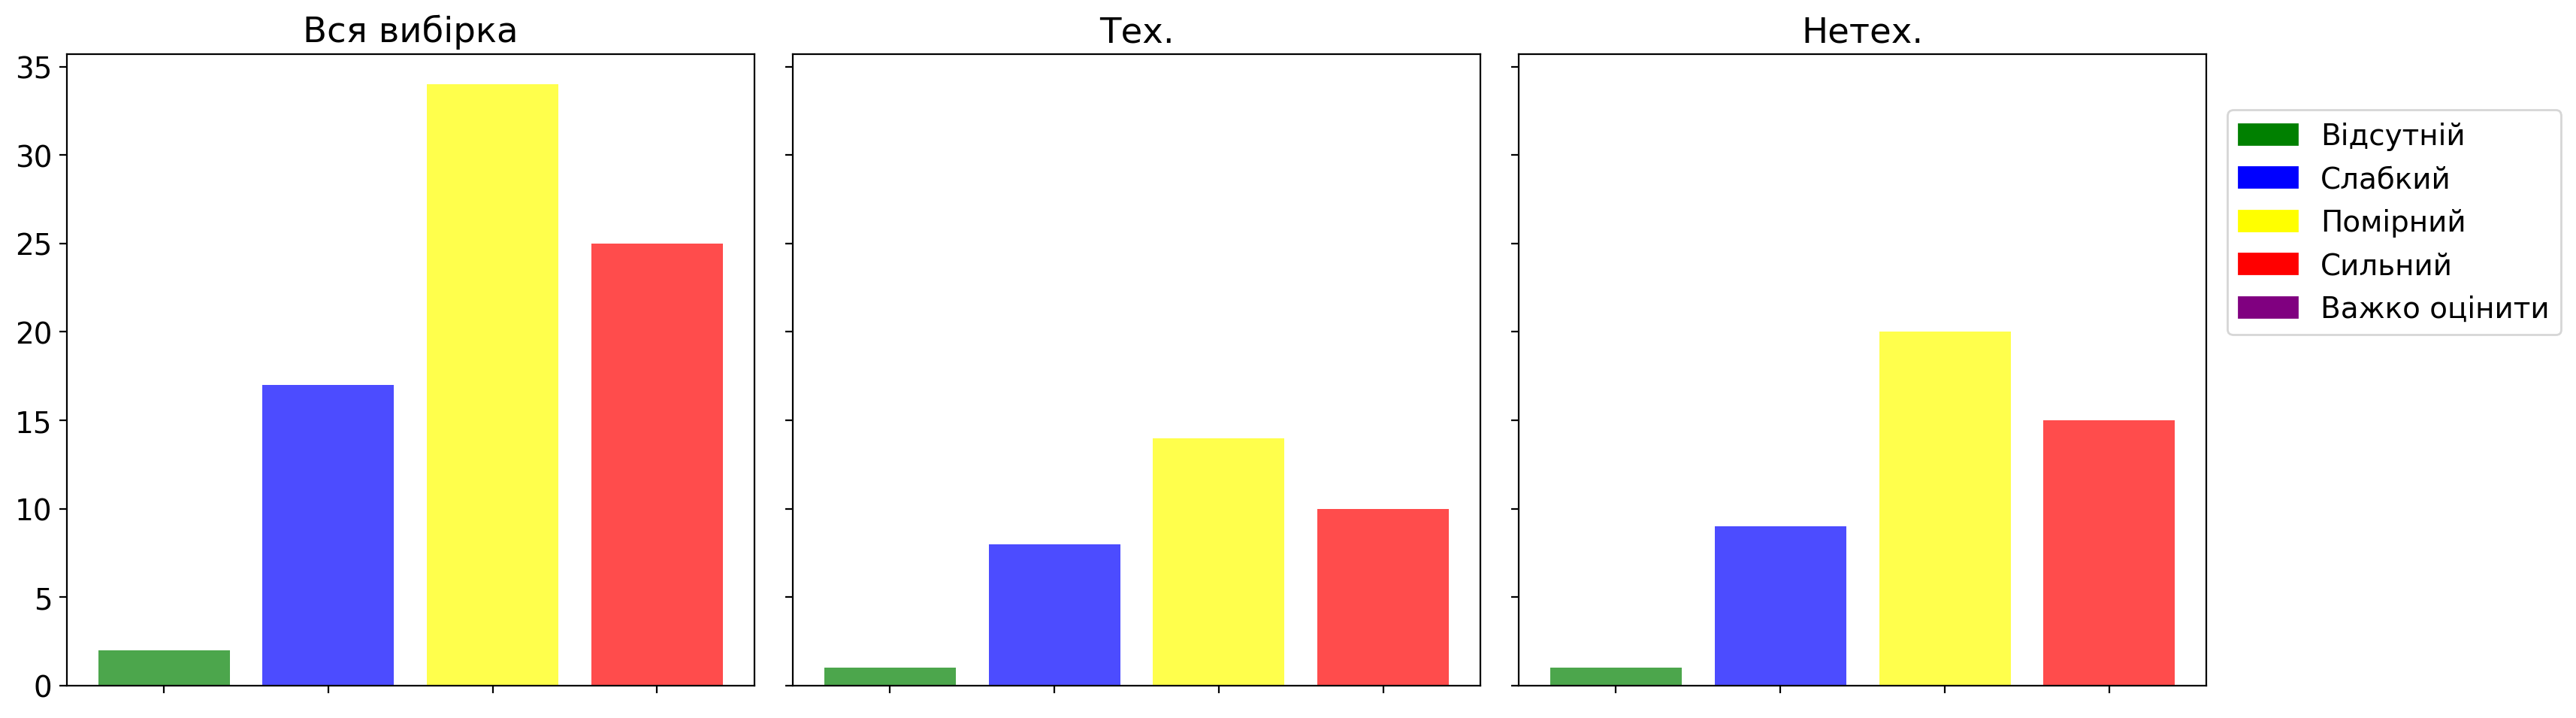 Вся вибірка
Тех.
Нетех.
35
30
25
20
15
10
5
0
Відсутній
Слабкий
Помірний
Сильний
Важко оцінити